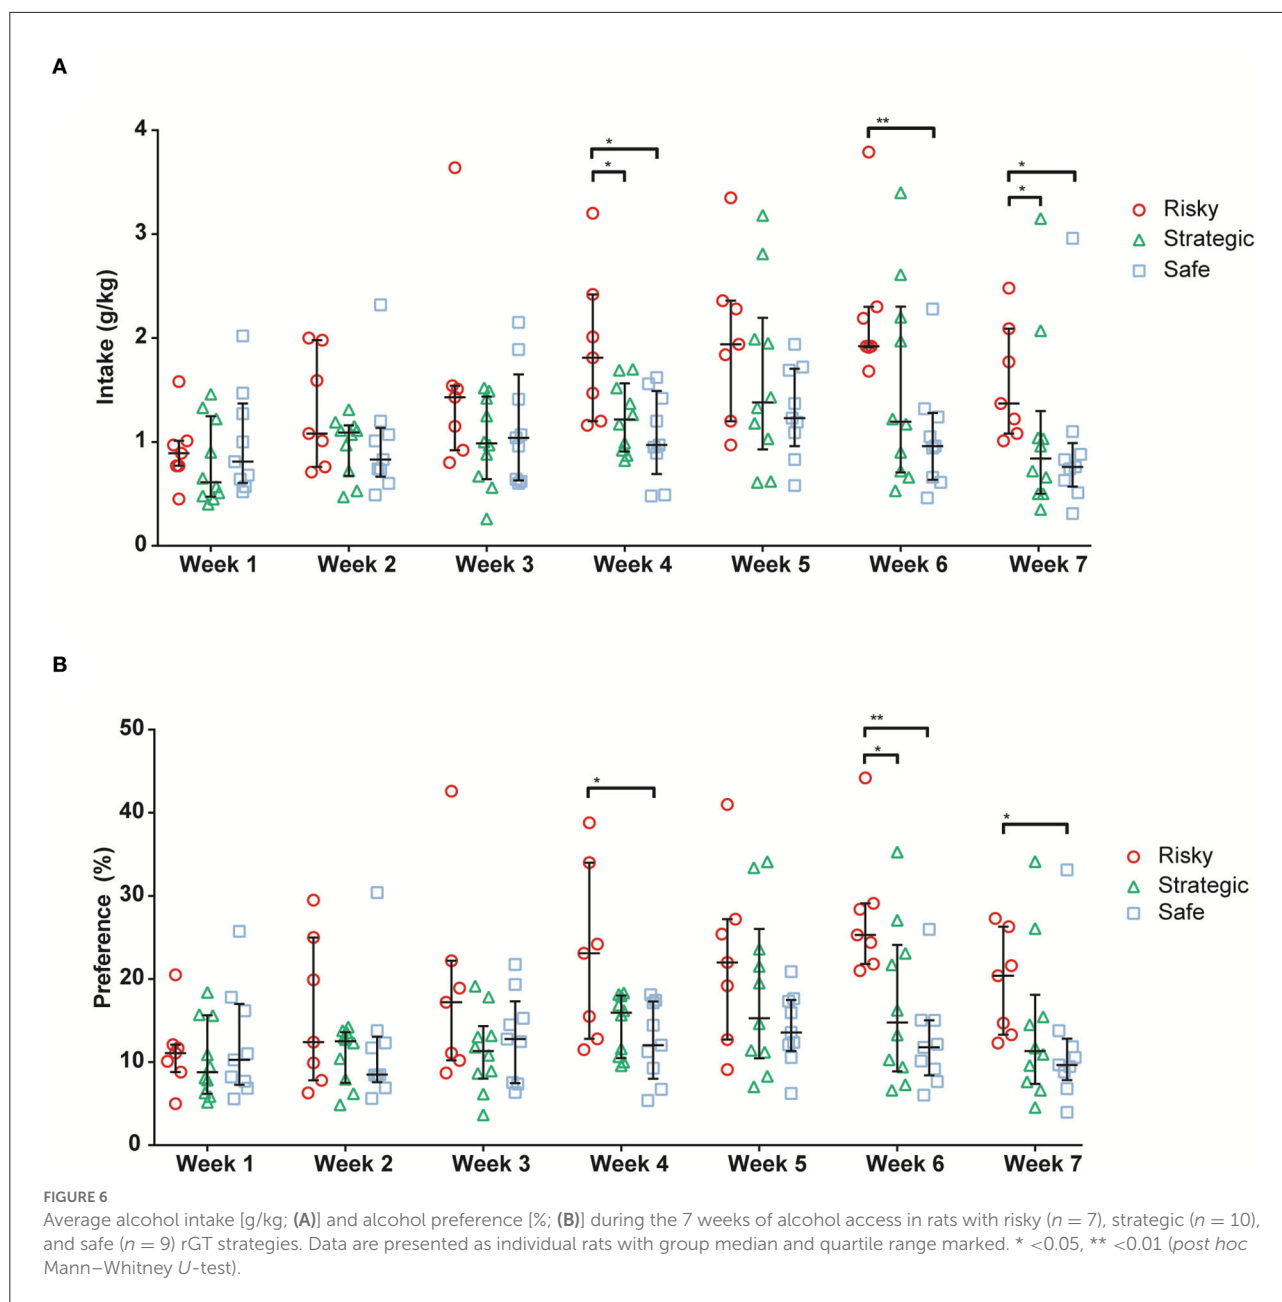 A
Intake (g/kg)
4
3
2
1
0
*
*
**
*
*
Risky
Strategic
Safe
Week 1 Week 2 Week 3 Week 4 Week 5 Week 6 Week 7
B
Preference (%)
50
40
30
20
10
0
*
**
*
*
Risky
Strategic
Safe
Week 1 Week 2 Week 3 Week 4 Week 5 Week 6 Week 7
FIGURE 6
Average alcohol intake [g/kg; (A)] and alcohol preference [%; (B)] during the 7 weeks of alcohol access in rats with risky (n = 7), strategic (n = 10),
and safe (n = 9) rGT strategies. Data are presented as individual rats with group median and quartile range marked. * <0.05, ** <0.01 (post hoc
Mann–Whitney U-test).